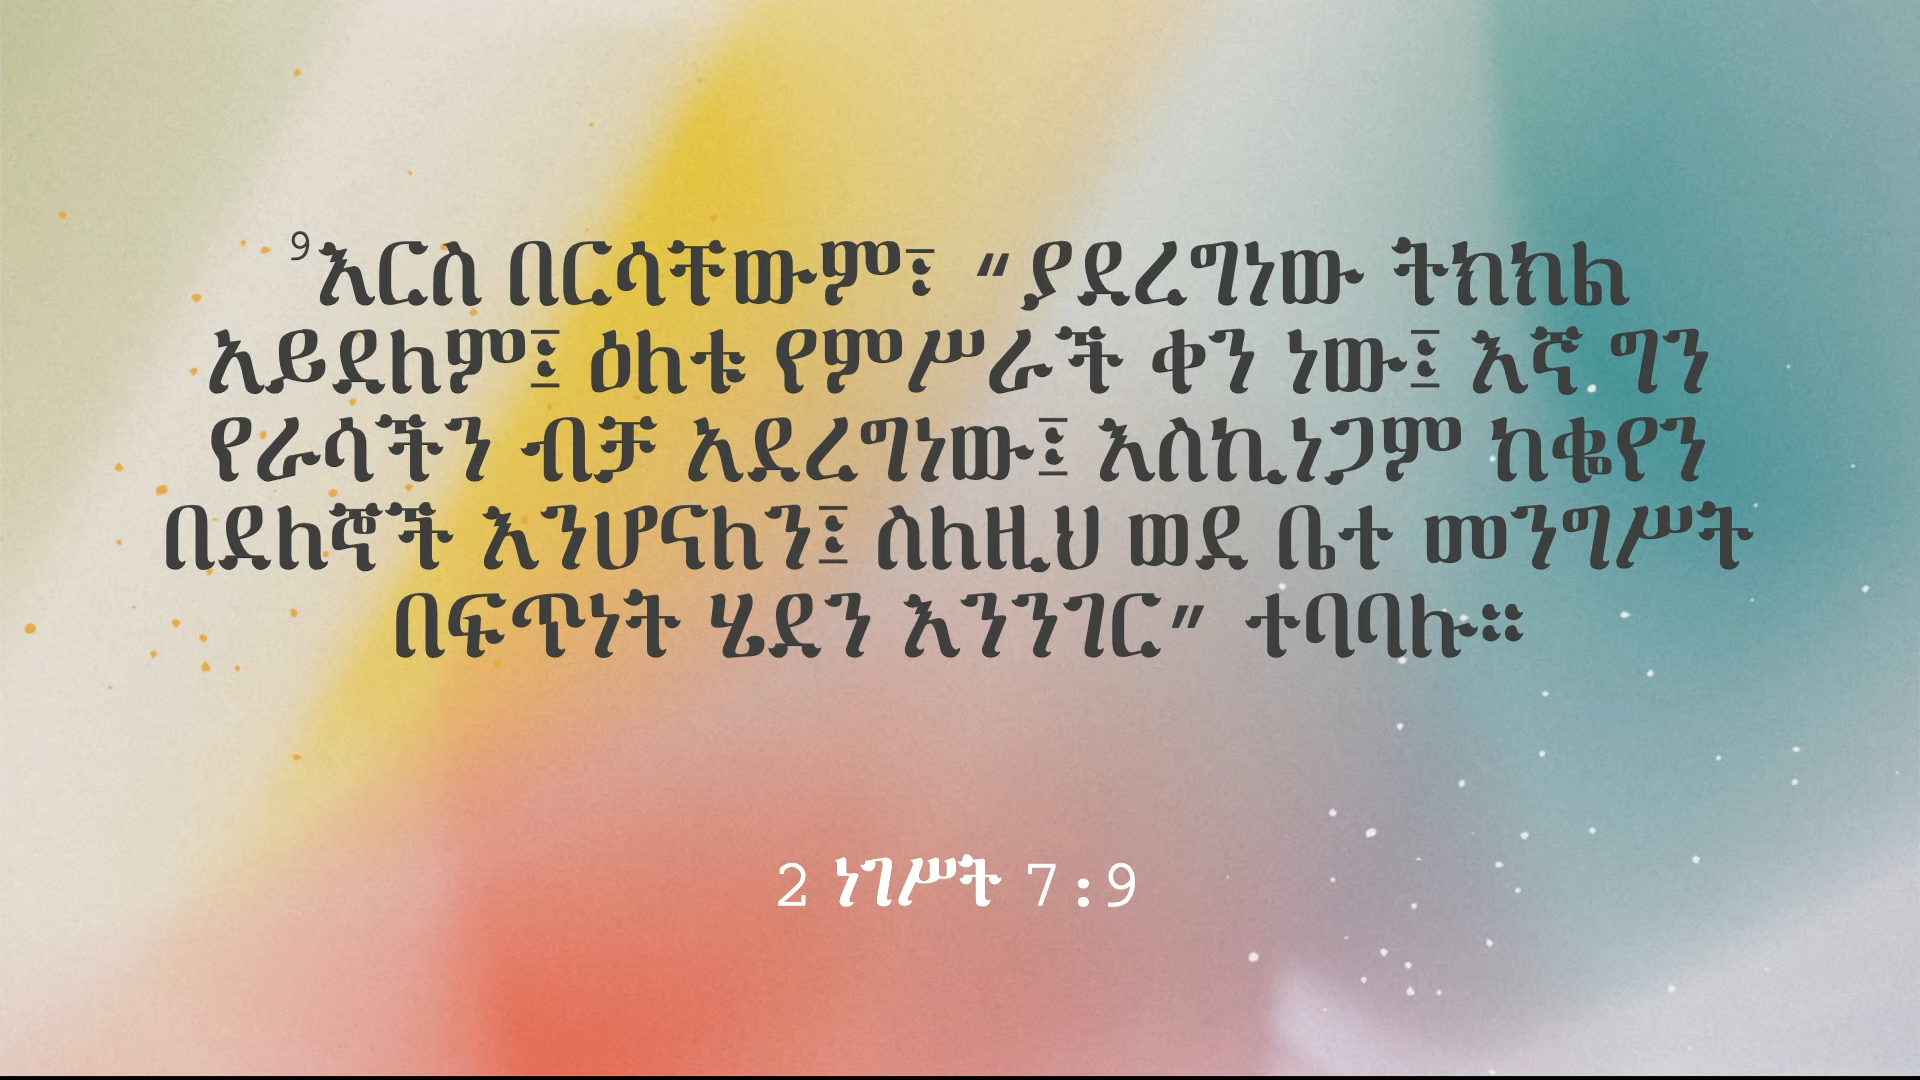 9እርስ በርሳቸውም፣ “ያደረግነው ትክክል
አይደለም፤ ዕለቱ የምሥራች ቀን ነው፤ እኛ ግን
የራሳችን ብቻ አደረግነው፤ እስኪነጋም ከቈየን
በደለኞች እንሆናለን፤ ስለዚህ ወደ ቤተ መንግሥት
በፍጥነት ሄደን እንንገር” ተባባሉ።
2 ነገሥት 7:9